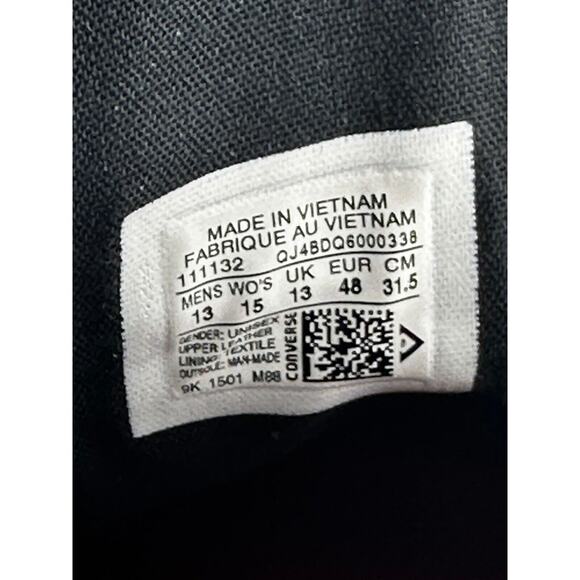 MADE IN VIETNAM
FABRIQUE AU VIETNAM
111132 QJ4BDQ6000338
MENS WO'S UK EUR CM
13 15 13 48 31.5
GENDER: UNISEX
UPPER: LEATHER
LINING: TEXTILE
OUTSOLE: MAN-MADE
9K 1501 M88
CONVERSE